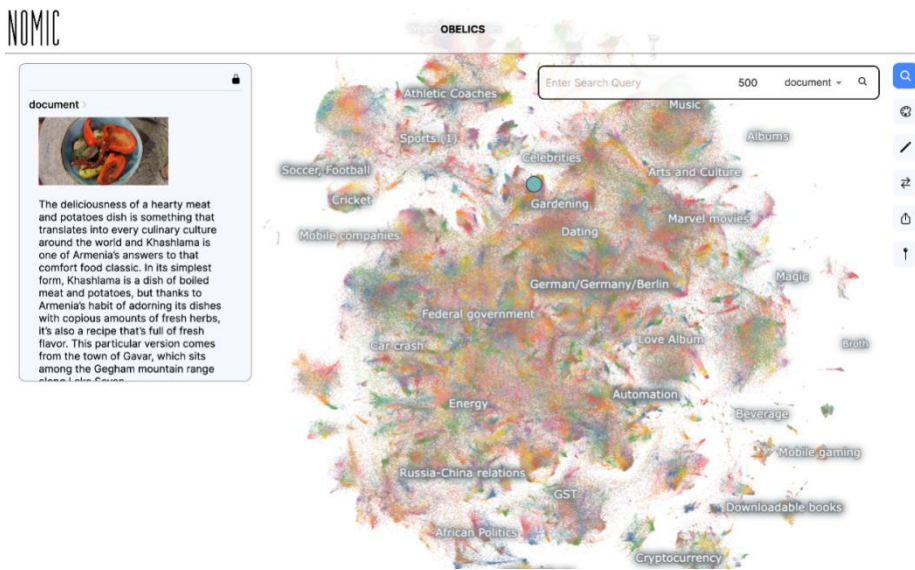 NOMIC
OBELICS
document
The deliciousness of a hearty meat
and potatoes dish is something that
translates into every culinary culture
around the world and Khashlama is
one of Armenia's answers to that
comfort food classic. In its simplest
form, Khashlama is a dish of boiled
meat and potatoes, but thanks to
Armenia's habit of adorning its dishes
with copious amounts of fresh herbs,
it's also a recipe that's full of fresh
flavor. This particular version comes
from the town of Gavar, which sits
among the Gegham mountain range
Enter Search Query 500 document
Athletic Coaches
Music
Sports (1)
Albums
Celebrities
Soccer, Football
Arts and Culture
Cricket
Gardening
Marvel movies
Mobile companies
Dating
Magic
German/Germany/Berlin
Federal government
Car crash
Love Album
Broth
Automation
Energy
Beverage
Mobile gaming
Russia-China relations
GST
Downloadable books
African Politics
Cryptocurrency